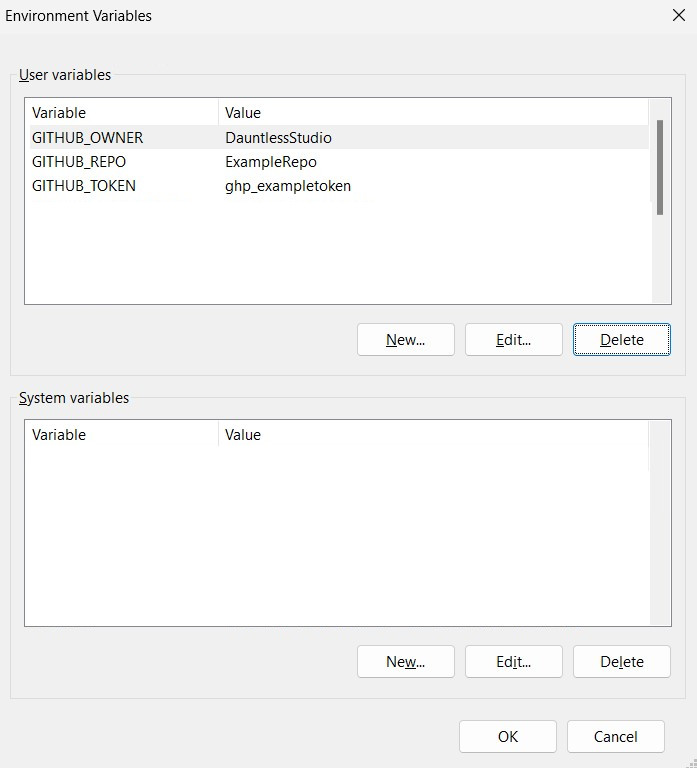 Environment Variables
User variables
Variable Value
GITHUB_OWNER DauntlessStudio
GITHUB_REPO ExampleRepo
GITHUB_TOKEN ghp_exampletoken
New... Edit... Delete
System variables
Variable Value
New... Edit... Delete
OK Cancel